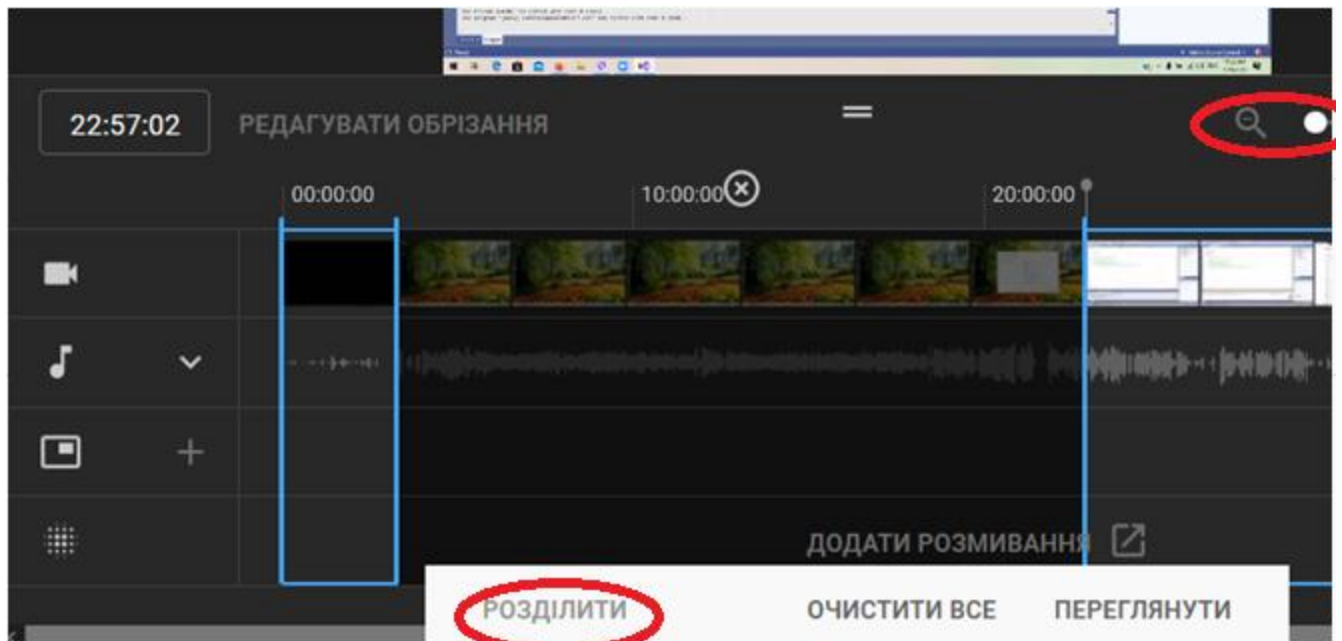 22:57:02 РЕДАГУВАТИ ОБРІЗАННЯ
00:00:00 10:00:00 20:00:00
ДОДАТИ РОЗМИВАННЯ
РОЗДІЛИТИ ОЧИСТИТИ ВСЕ ПЕРЕГЛЯНУТИ